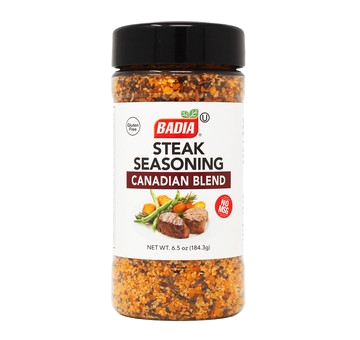 Gluten
Free
BADIA®
U
STEAK
SEASONING
CANADIAN BLEND
NO
MSG
NET WT. 6.5 oz (184.3g)